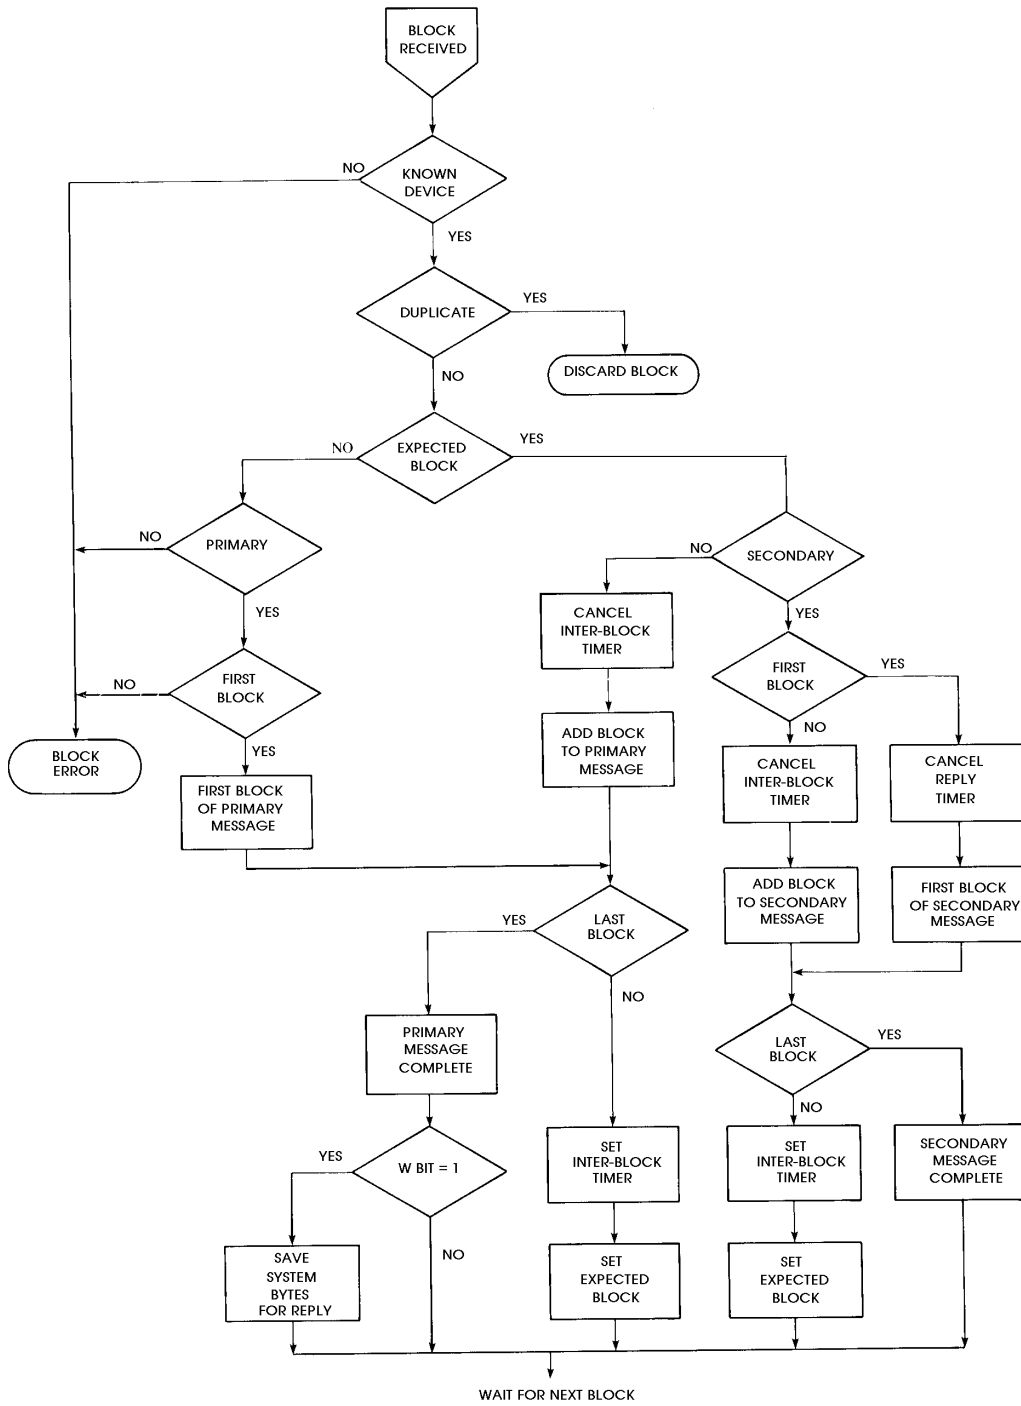 BLOCK
RECEIVED
NO
KNOWN
DEVICE
YES
DUPLICATE
YES
NO
DISCARD BLOCK
NO
EXPECTED
BLOCK
YES
NO
PRIMARY
YES
NO
SECONDARY
YES
CANCEL
INTER-BLOCK
TIMER
NO
FIRST
BLOCK
YES
FIRST
BLOCK
YES
NO
BLOCK
ERROR
FIRST BLOCK
OF PRIMARY
MESSAGE
ADD BLOCK
TO PRIMARY
MESSAGE
CANCEL
INTER-BLOCK
TIMER
CANCEL
REPLY
TIMER
ADD BLOCK
TO SECONDARY
MESSAGE
FIRST BLOCK
OF SECONDARY
MESSAGE
YES
LAST
BLOCK
NO
PRIMARY
MESSAGE
COMPLETE
LAST
BLOCK
YES
NO
YES
W BIT = 1
NO
SET
INTER-BLOCK
TIMER
SET
INTER-BLOCK
TIMER
SECONDARY
MESSAGE
COMPLETE
SAVE
SYSTEM
BYTES
FOR REPLY
SET
EXPECTED
BLOCK
SET
EXPECTED
BLOCK
WAIT FOR NEXT BLOCK